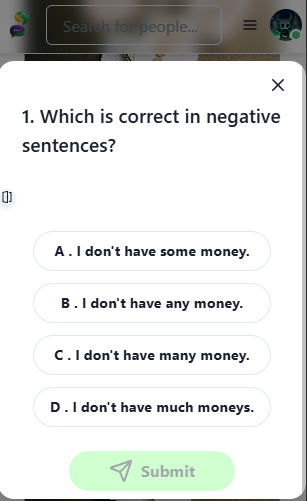 Search for people...
1. Which is correct in negative
sentences?
A . I don't have some money.
B . I don't have any money.
C . I don't have many money.
D . I don't have much moneys.
Submit